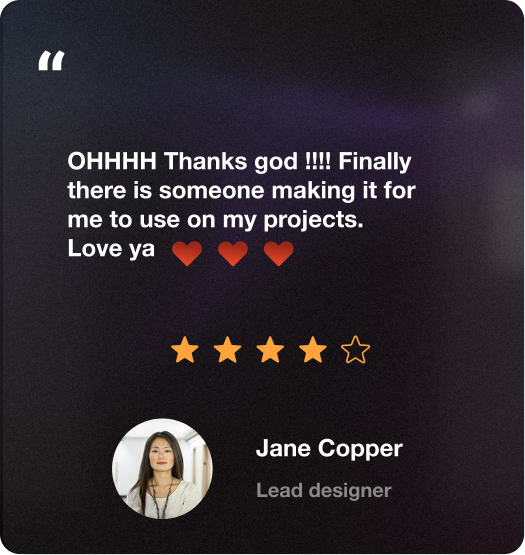 “
OHHHH Thanks god !!!! Finally
there is someone making it for
me to use on my projects.
Love ya ❤️ ❤️ ❤️
Jane Copper
Lead designer